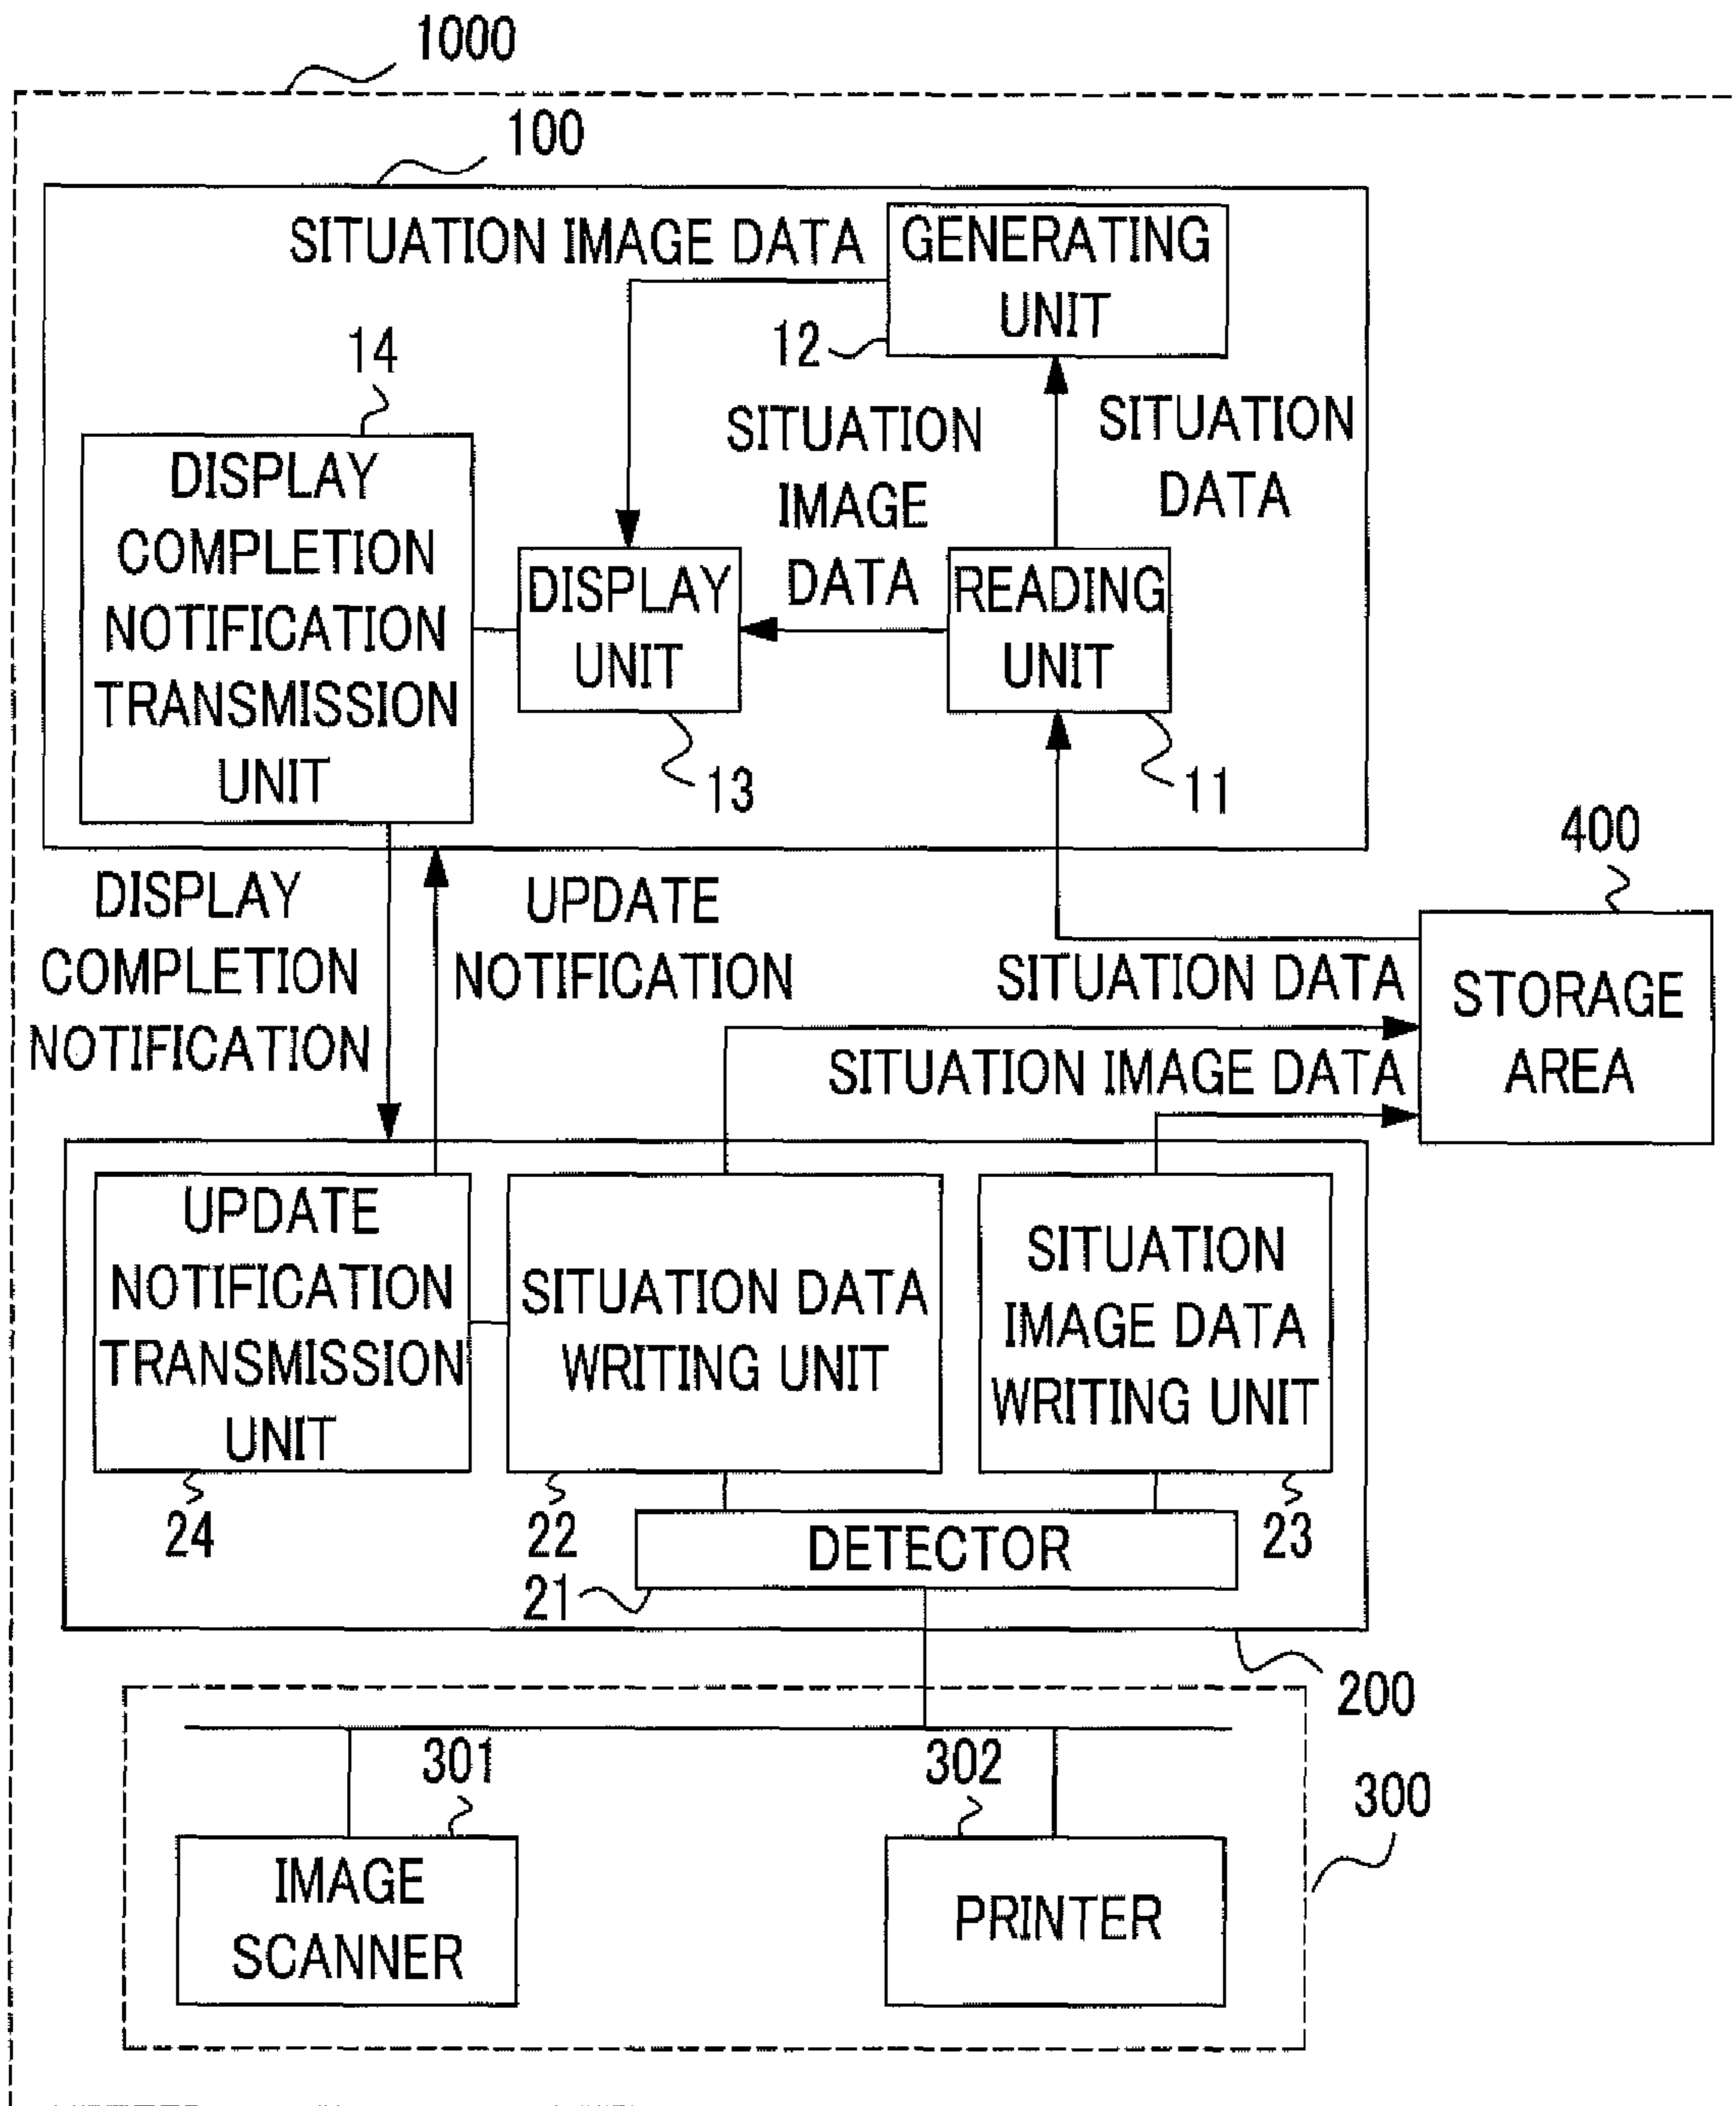 1000
100
SITUATION IMAGE DATA
GENERATING
UNIT
12
14
SITUATION
IMAGE
DATA
SITUATION
DATA
DISPLAY
COMPLETION
NOTIFICATION
TRANSMISSION
UNIT
DISPLAY
UNIT
READING
UNIT
13
11
400
DISPLAY
COMPLETION
NOTIFICATION
UPDATE
NOTIFICATION
SITUATION DATA
SITUATION IMAGE DATA
STORAGE
AREA
UPDATE
NOTIFICATION
TRANSMISSION
UNIT
SITUATION DATA
WRITING UNIT
SITUATION
IMAGE DATA
WRITING UNIT
24
22
23
DETECTOR
21
200
301
302
300
IMAGE
SCANNER
PRINTER